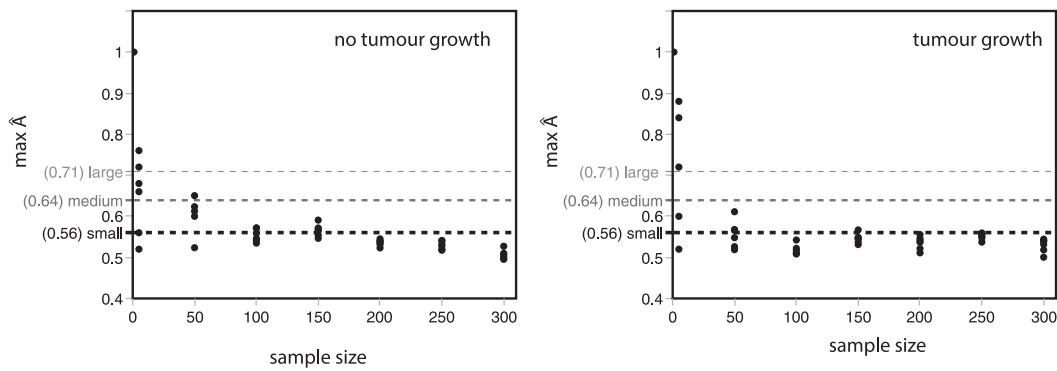 no tumour growth
max Â
1
0.9
0.8
(0.71) large
(0.64) medium
0.6
(0.56) small
0.5
0.4
0 50 100 150 200 250 300
sample size
tumour growth
max Â
1
0.9
0.8
(0.71) large
(0.64) medium
0.6
(0.56) small
0.5
0.4
0 50 100 150 200 250 300
sample size